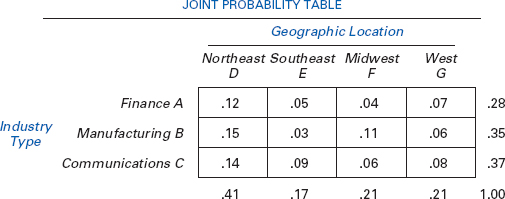 JOINT PROBABILITY TABLE
Geographic Location
Northeast Southeast Midwest West
D E F G
Finance A .12 .05 .04 .07 .28
Industry Type
Manufacturing B .15 .03 .11 .06 .35
Communications C .14 .09 .06 .08 .37
.41 .17 .21 .21 1.00